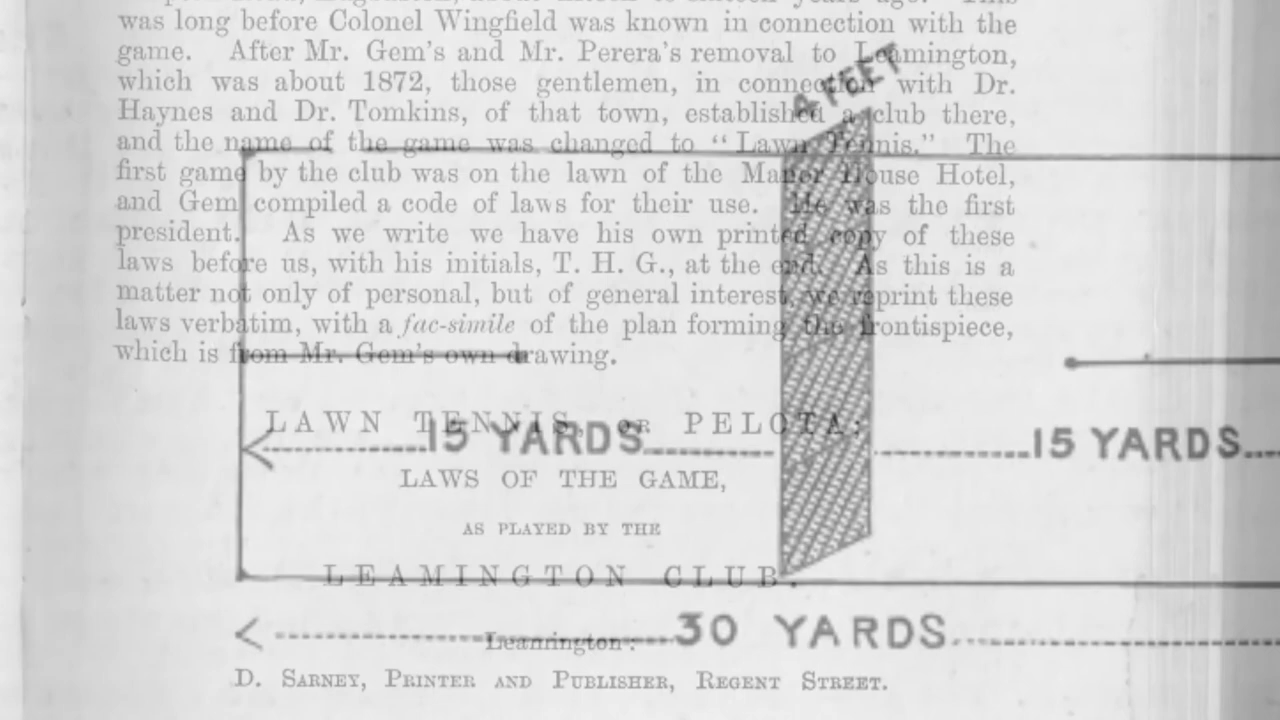 was long before Colonel Wingfield was known in connection with the
game. After Mr. Gem's and Mr. Perera's removal to Leamington,
which was about 1872, those gentlemen, in connection with Dr.
Haynes and Dr. Tomkins, of that town, established a club there,
and the name of the game was changed to "Lawn Tennis." The
first game by the club was on the lawn of the Manor House Hotel,
and Gem compiled a code of laws for their use. He was the first
president. As we write we have his own printed copy of these
laws before us, with his initials, T. H. G., at the end. As this is a
matter not only of personal, but of general interest, we reprint these
laws verbatim, with a fac-simile of the plan forming the frontispiece,
which is from Mr. Gem's own drawing.
LAWN TENNIS, OR PELOTA;
LAWS OF THE GAME,
AS PLAYED BY THE
LEAMINGTON CLUB.
Leamington:
D. SARNEY, PRINTER AND PUBLISHER, REGENT STREET.
4 FEET
15 YARDS
15 YARDS
30 YARDS